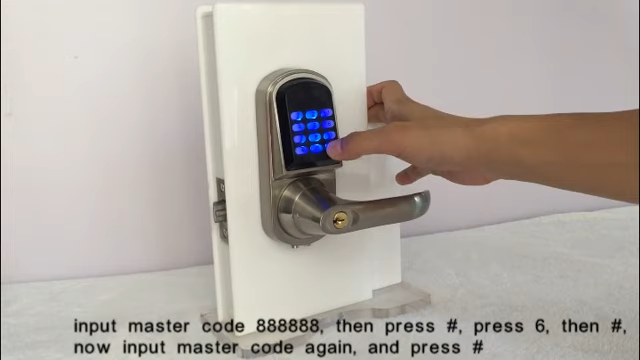 input master code 888888, then press #, press 6, then #,
now input master code again, and press #